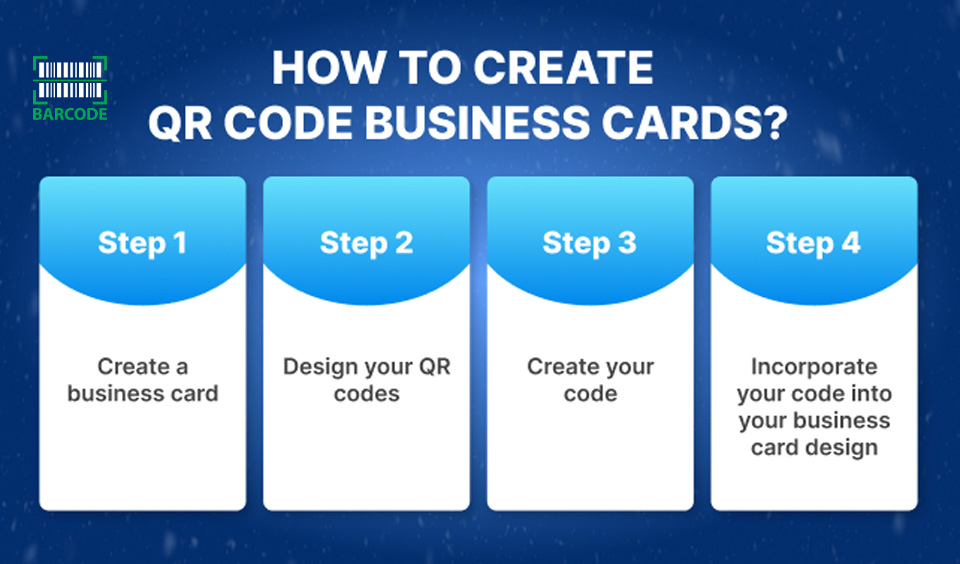 BARCODE
HOW TO CREATE
QR CODE BUSINESS CARDS?
Step 1
Create a
business card
Step 2
Design your QR
codes
Step 3
Create your
code
Step 4
Incorporate
your code into
your business
card design